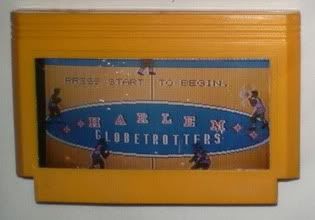 PRESS START TO BEGIN.
HARLEM
GLOBETROTTERS